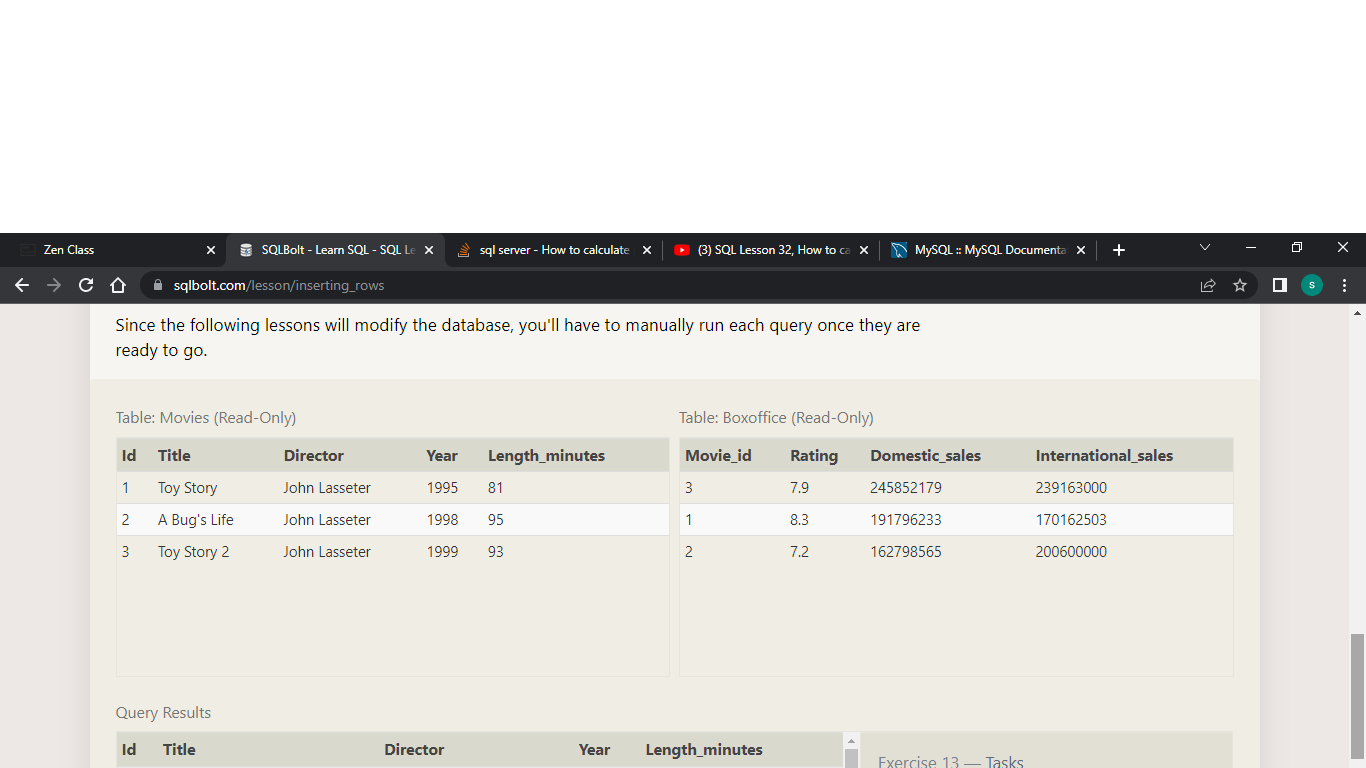 Zen Class
SQLBolt - Learn SQL - SQL Le
sql server - How to calculate
(3) SQL Lesson 32, How to ca
MySQL :: MySQL Documenta
sqlbolt.com/lesson/inserting_rows
S
Since the following lessons will modify the database, you'll have to manually run each query once they are
ready to go.
Table: Movies (Read-Only)
Id Title Director Year Length_minutes
1 Toy Story John Lasseter 1995 81
2 A Bug's Life John Lasseter 1998 95
3 Toy Story 2 John Lasseter 1999 93
Table: Boxoffice (Read-Only)
Movie_id Rating Domestic_sales International_sales
3 7.9 245852179 239163000
1 8.3 191796233 170162503
2 7.2 162798565 200600000
Query Results
Id Title Director Year Length_minutes
Exercise 13 — Tasks